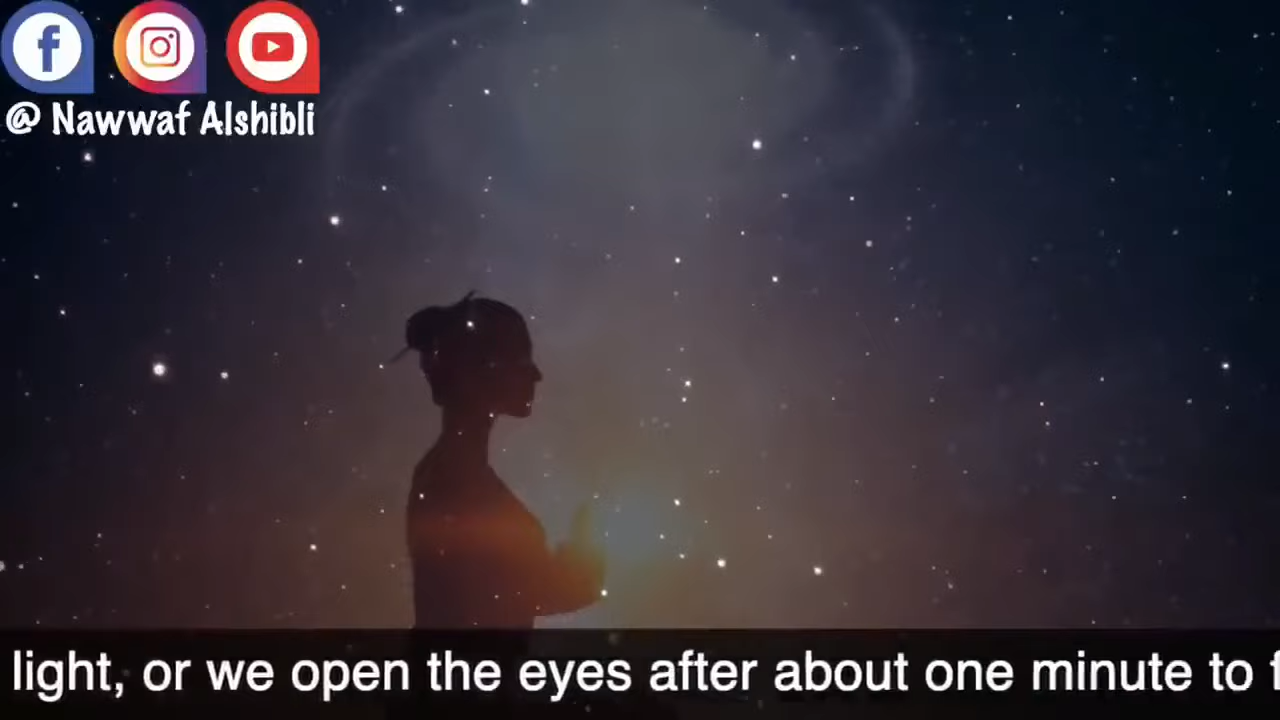 @ Nawwaf Alshibli
light, or we open the eyes after about one minute to